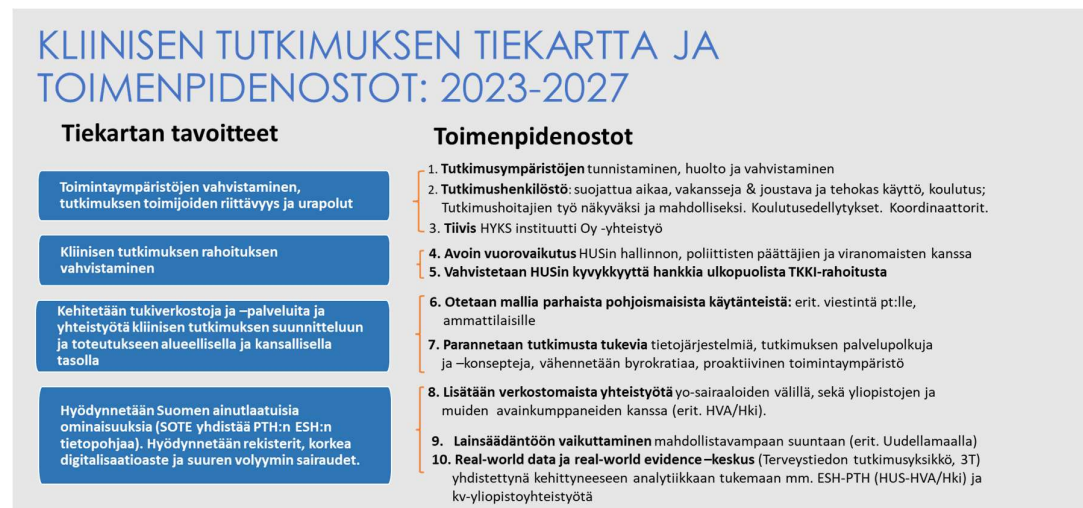 KLIINISEN TUTKIMUKSEN TIEKARTTA JA
TOIMENPIDENOSTOT: 2023-2027
Tiekartan tavoitteet
Toimintaympäristöjen vahvistaminen,
tutkimuksen toimijoiden riittävyys ja urapolut
Kliinisen tutkimuksen rahoituksen
vahvistaminen
Kehitetään tukiverkostoja ja –palveluita ja
yhteistyötä kliinisen tutkimuksen suunnitteluun
ja toteutukseen alueellisella ja kansallisella
tasolla
Hyödynnetään Suomen ainutlaatuisia
ominaisuuksia (SOTE yhdistää PTH:n ESH:n
tietopohjaa). Hyödynnetään rekisterit, korkea
digitalisaatioaste ja suuren volyymin sairaudet.
Toimenpidenostot
1. Tutkimusympäristöjen tunnistaminen, huolto ja vahvistaminen
2. Tutkimushenkilöstö: suojattua aikaa, vakansseja & joustava ja tehokas käyttö, koulutus;
Tutkimushoitajien työ näkyväksi ja mahdolliseksi. Koulutusedellytykset. Koordinaattorit.
3. Tiivis HYKS instituutti Oy -yhteistyö
4. Avoin vuorovaikutus HUSin hallinnon, poliittisten päättäjien ja viranomaisten kanssa
5. Vahvistetaan HUSin kyvykkyyttä hankkia ulkopuolista TKKI-rahoitusta
6. Otetaan mallia parhaista pohjoismaisista käytänteistä: erit. viestintä pt:lle,
ammattilaisille
7. Parannetaan tutkimusta tukevia tietojärjestelmiä, tutkimuksen palvelupolkuja
ja –konsepteja, vähennetään byrokratiaa, proaktiivinen toimintaympäristö
8. Lisätään verkostomaista yhteistyötä yo-sairaaloiden välillä, sekä yliopistojen ja
muiden avainkumppaneiden kanssa (erit. HVA/Hki).
9. Lainsäädäntöön vaikuttaminen mahdollistavampaan suuntaan (erit. Uudellamaalla)
10. Real-world data ja real-world evidence –keskus (Terveystiedon tutkimusyksikkö, 3T)
yhdistettynä kehittyneeseen analytiikkaan tukemaan mm. ESH-PTH (HUS-HVA/Hki) ja
kv-yliopistoyhteistyötä